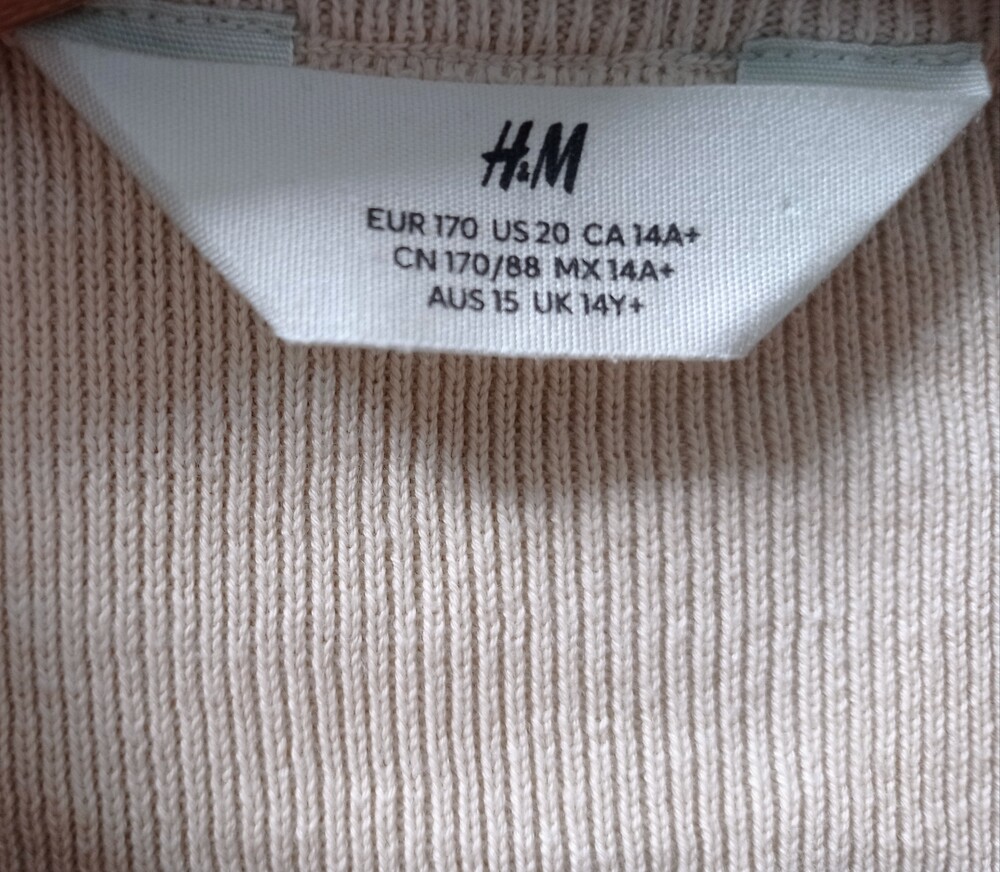 H&M
EUR 170 US 20 CA 14A+
CN 170/88 MX 14A+
AUS 15 UK 14Y+